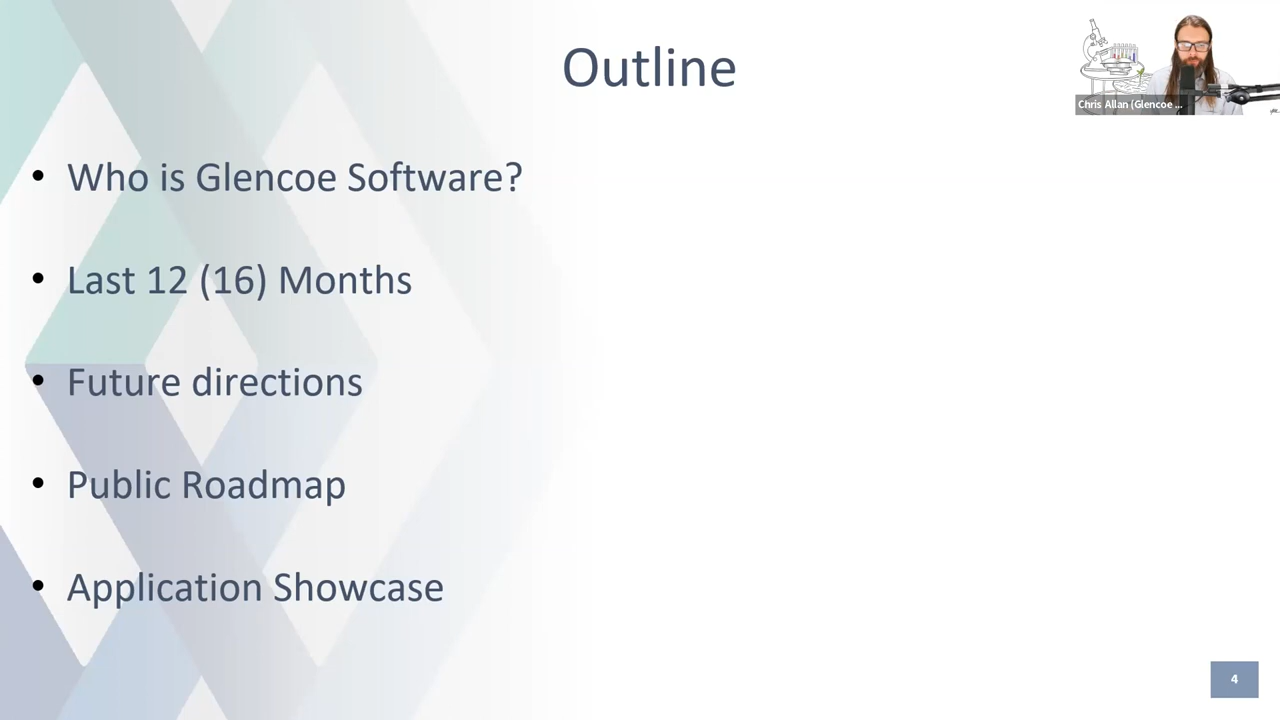 Outline
Chris Allan (Glencoe ...
• Who is Glencoe Software?
• Last 12 (16) Months
• Future directions
• Public Roadmap
• Application Showcase
4